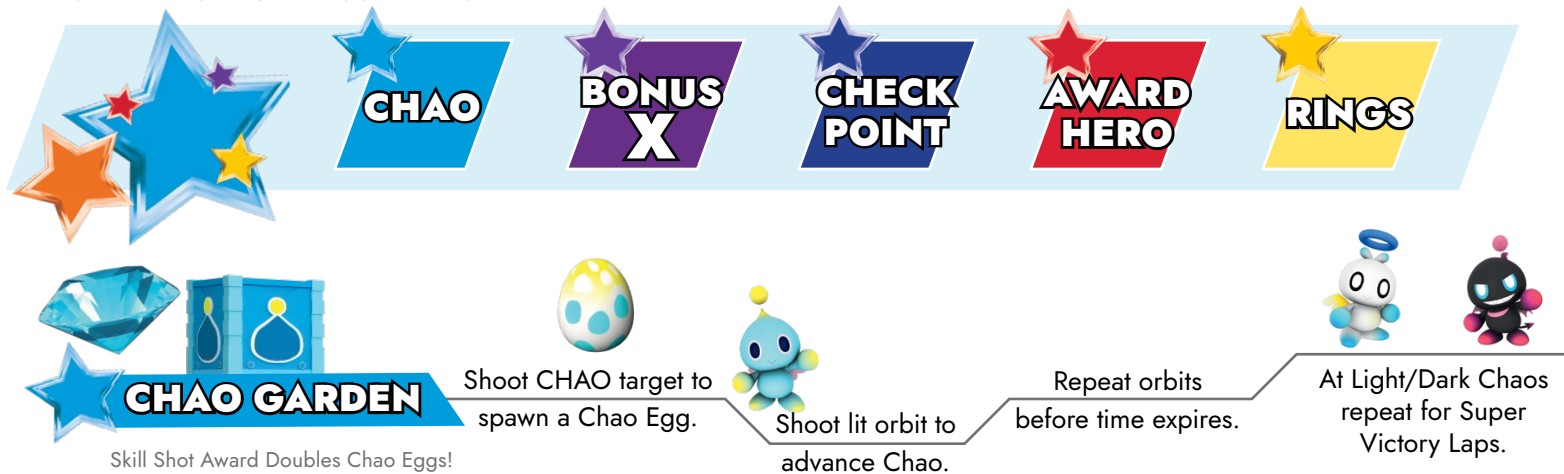 CHAO
BONUS
X
CHECK
POINT
AWARD
HERO
RINGS
CHAO GARDEN
Skill Shot Award Doubles Chao Eggs!
Shoot CHAO target to
spawn a Chao Egg.
Shoot lit orbit to
advance Chao.
Repeat orbits
before time expires.
At Light/Dark Chaos
repeat for Super
Victory Laps.